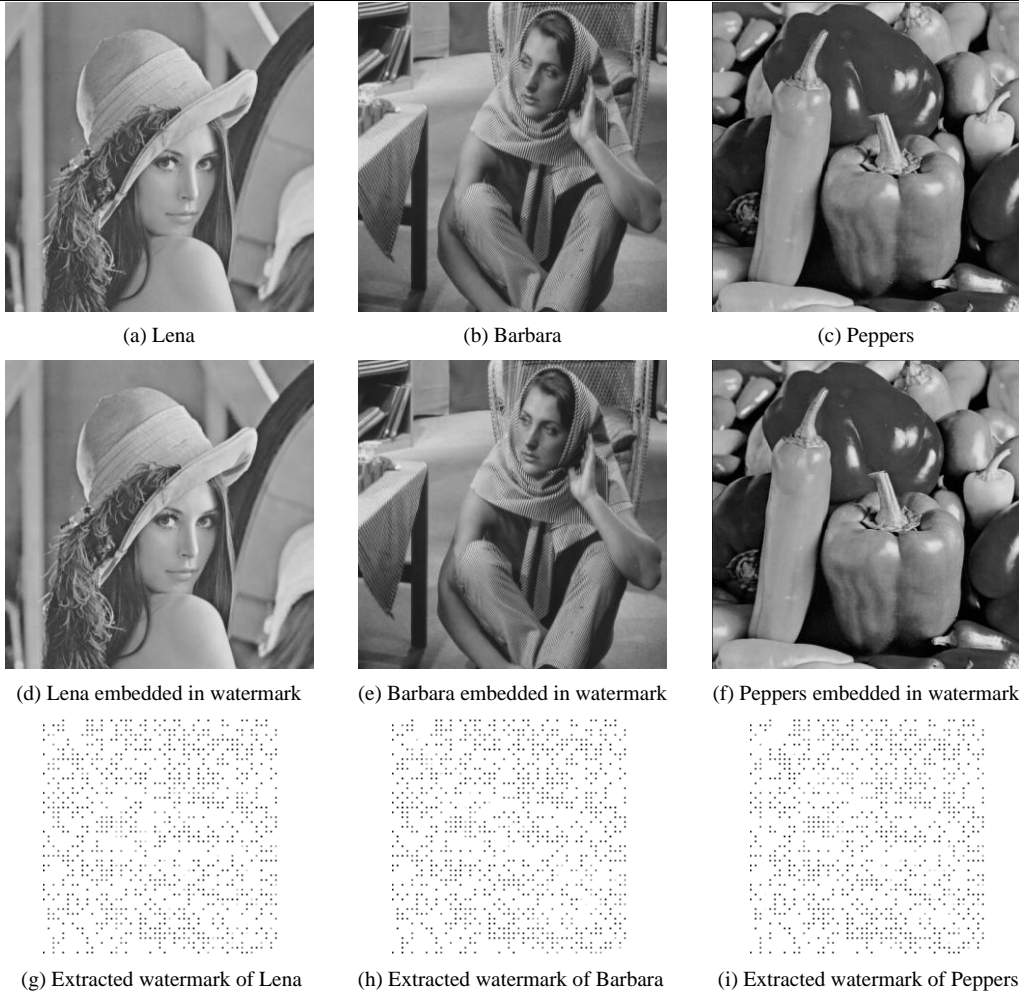 (a) Lena
(b) Barbara
(c) Peppers
(d) Lena embedded in watermark
(e) Barbara embedded in watermark
(f) Peppers embedded in watermark
(g) Extracted watermark of Lena
(h) Extracted watermark of Barbara
(i) Extracted watermark of Peppers